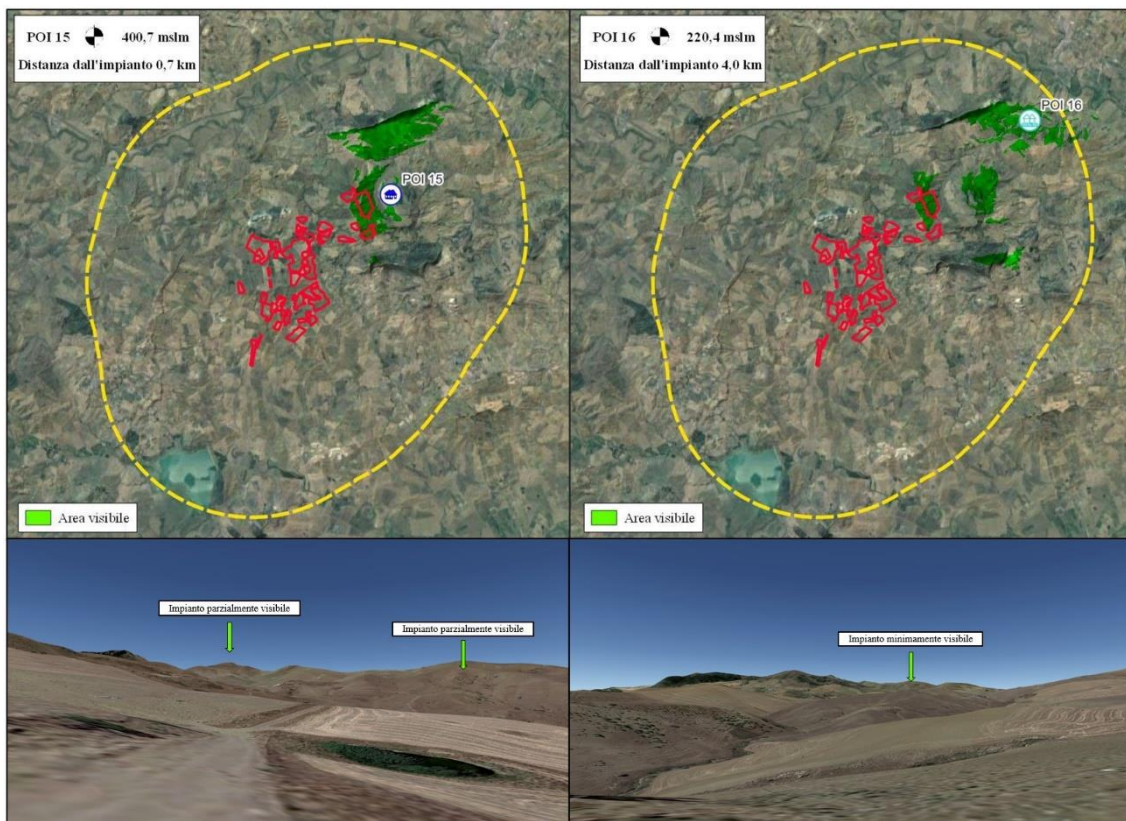 POI 15 400,7 mslm
Distanza dall'impianto 0,7 km
POI 15
Area visibile
POI 16 220,4 mslm
Distanza dall'impianto 4,0 km
POI 16
Area visibile
Impianto parzialmente visibile
Impianto parzialmente visibile
Impianto minimamente visibile